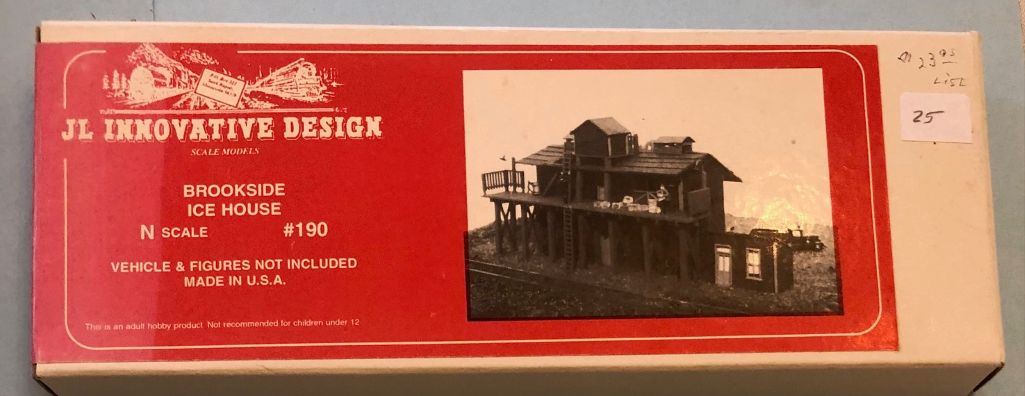 JL INNOVATIVE DESIGN
SCALE MODELS
BROOKSIDE
ICE HOUSE
N SCALE #190
VEHICLE & FIGURES NOT INCLUDED
MADE IN U.S.A.
This is an adult hobby product Not recommended for children under 12
23 95
LIST
25